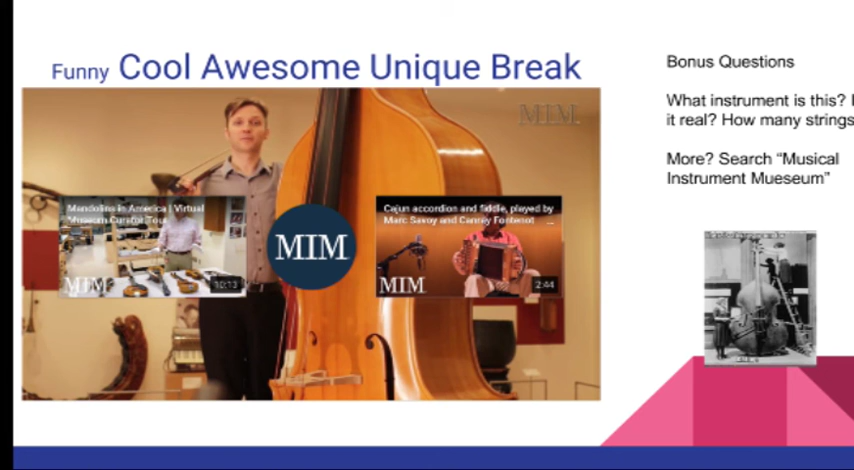 Funny Cool Awesome Unique Break
MIM
Mandolins in America | Virtual
Museum Curator Tour
MIM
10:13
MIM
Cajun accordion and fiddle, played by
Marc Savoy and Canray Fontenot ...
MIM
2:44
Bonus Questions
What instrument is this? I
it real? How many strings
More? Search “Musical
Instrument Mueseum”